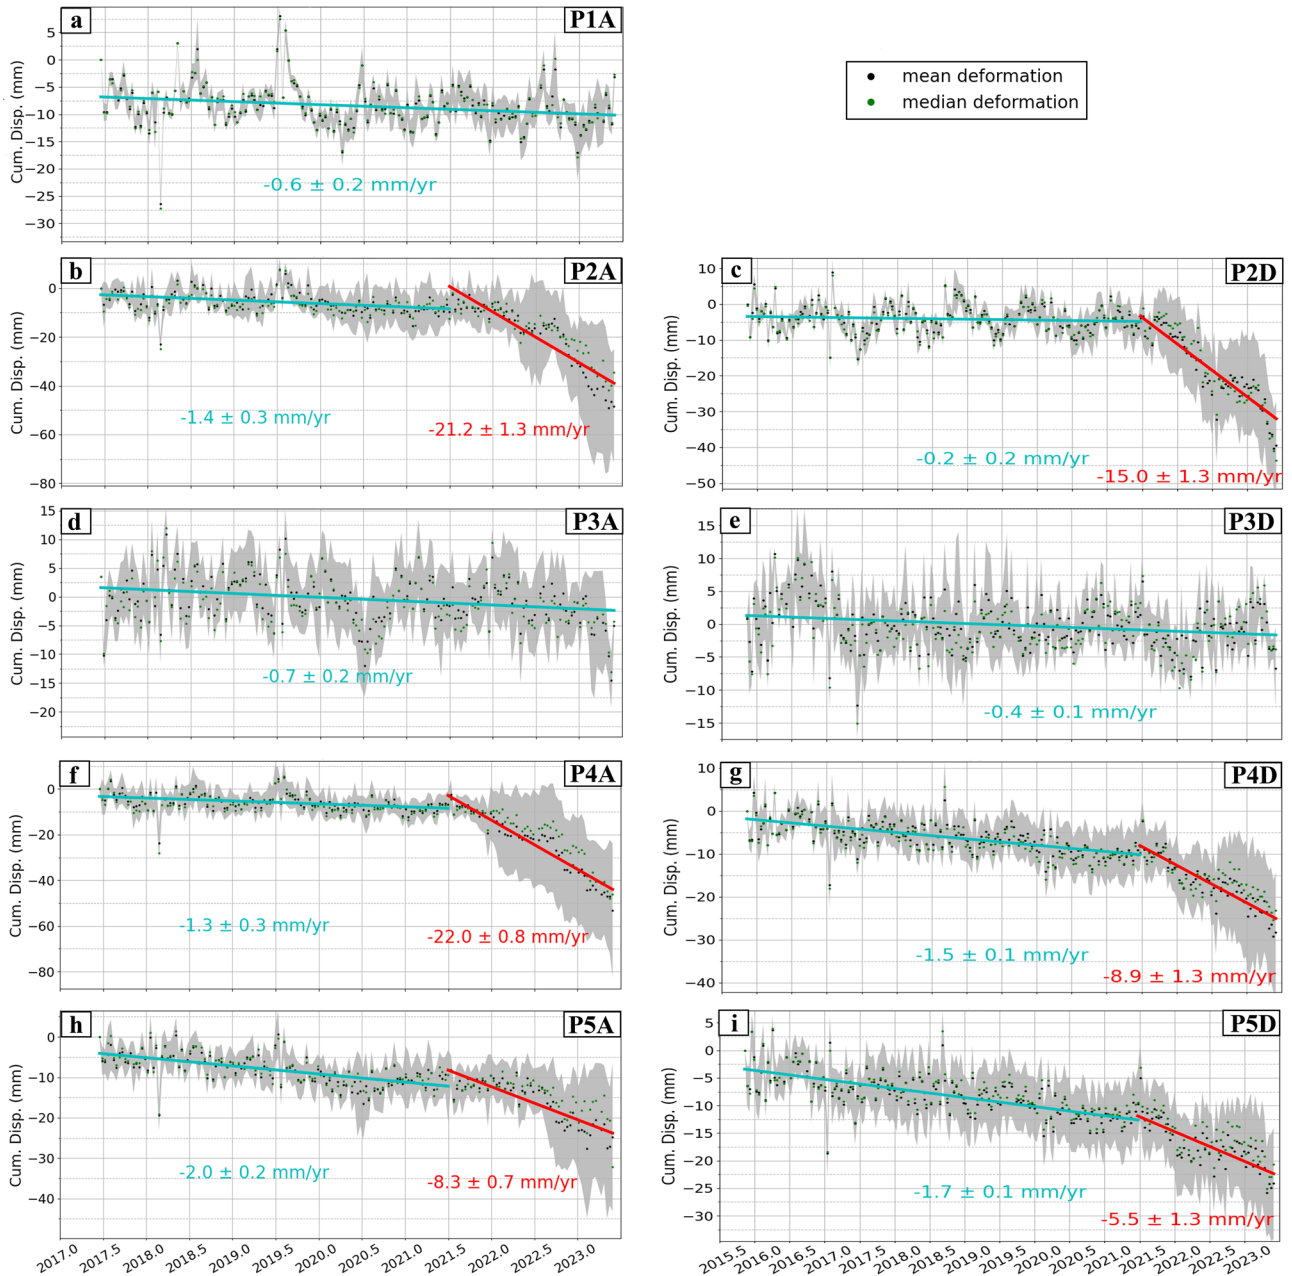 a
P1A
Cum. Disp. (mm)
5
0
−5
−10
−15
−20
−25
−30
-0.6 ± 0.2 mm/yr
mean deformation
median deformation
b
P2A
Cum. Disp. (mm)
0
−20
−40
−60
−80
-1.4 ± 0.3 mm/yr
-21.2 ± 1.3 mm/yr
c
P2D
Cum. Disp. (mm)
10
0
−10
−20
−30
−40
−50
-0.2 ± 0.2 mm/yr
-15.0 ± 1.3 mm/yr
d
P3A
Cum. Disp. (mm)
15
10
5
0
−5
−10
−15
−20
-0.7 ± 0.2 mm/yr
e
P3D
Cum. Disp. (mm)
15
10
5
0
−5
−10
−15
-0.4 ± 0.1 mm/yr
f
P4A
Cum. Disp. (mm)
0
−20
−40
−60
−80
-1.3 ± 0.3 mm/yr
-22.0 ± 0.8 mm/yr
g
P4D
Cum. Disp. (mm)
10
0
−10
−20
−30
−40
-1.5 ± 0.1 mm/yr
-8.9 ± 1.3 mm/yr
h
P5A
Cum. Disp. (mm)
0
−10
−20
−30
−40
-2.0 ± 0.2 mm/yr
-8.3 ± 0.7 mm/yr
2017.0 2017.5 2018.0 2018.5 2019.0 2019.5 2020.0 2020.5 2021.0 2021.5 2022.0 2022.5 2023.0
i
P5D
Cum. Disp. (mm)
5
0
−5
−10
−15
−20
−25
−30
-1.7 ± 0.1 mm/yr
-5.5 ± 1.3 mm/yr
2015.5 2016.0 2016.5 2017.0 2017.5 2018.0 2018.5 2019.0 2019.5 2020.0 2020.5 2021.0 2021.5 2022.0 2022.5 2023.0